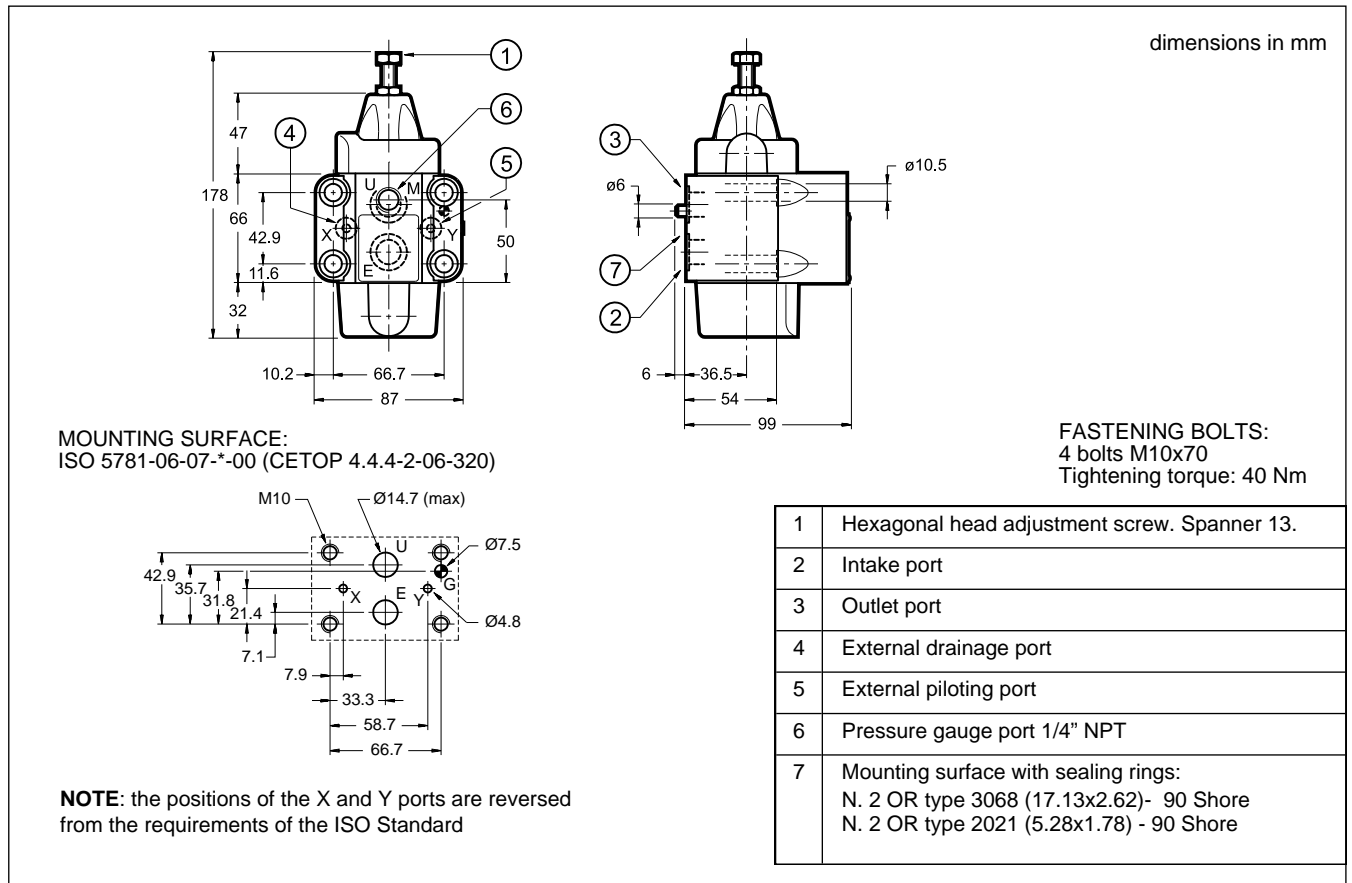 dimensions in mm
1
6
4
5
47
178
66
42.9
11.6
32
50
U
M
X
Y
E
10.2
66.7
87
3
ø6
7
2
ø10.5
6
36.5
54
99
MOUNTING SURFACE:
ISO 5781-06-07-*-00 (CETOP 4.4.4-2-06-320)
FASTENING BOLTS:
4 bolts M10x70
Tightening torque: 40 Nm
M10
Ø14.7 (max)
U
Ø7.5
G
X
E
Y
Ø4.8
42.9
35.7
31.8
21.4
7.1
7.9
33.3
58.7
66.7
NOTE: the positions of the X and Y ports are reversed
from the requirements of the ISO Standard
1 Hexagonal head adjustment screw. Spanner 13.
2 Intake port
3 Outlet port
4 External drainage port
5 External piloting port
6 Pressure gauge port 1/4” NPT
7 Mounting surface with sealing rings:
N. 2 OR type 3068 (17.13x2.62)- 90 Shore
N. 2 OR type 2021 (5.28x1.78) - 90 Shore